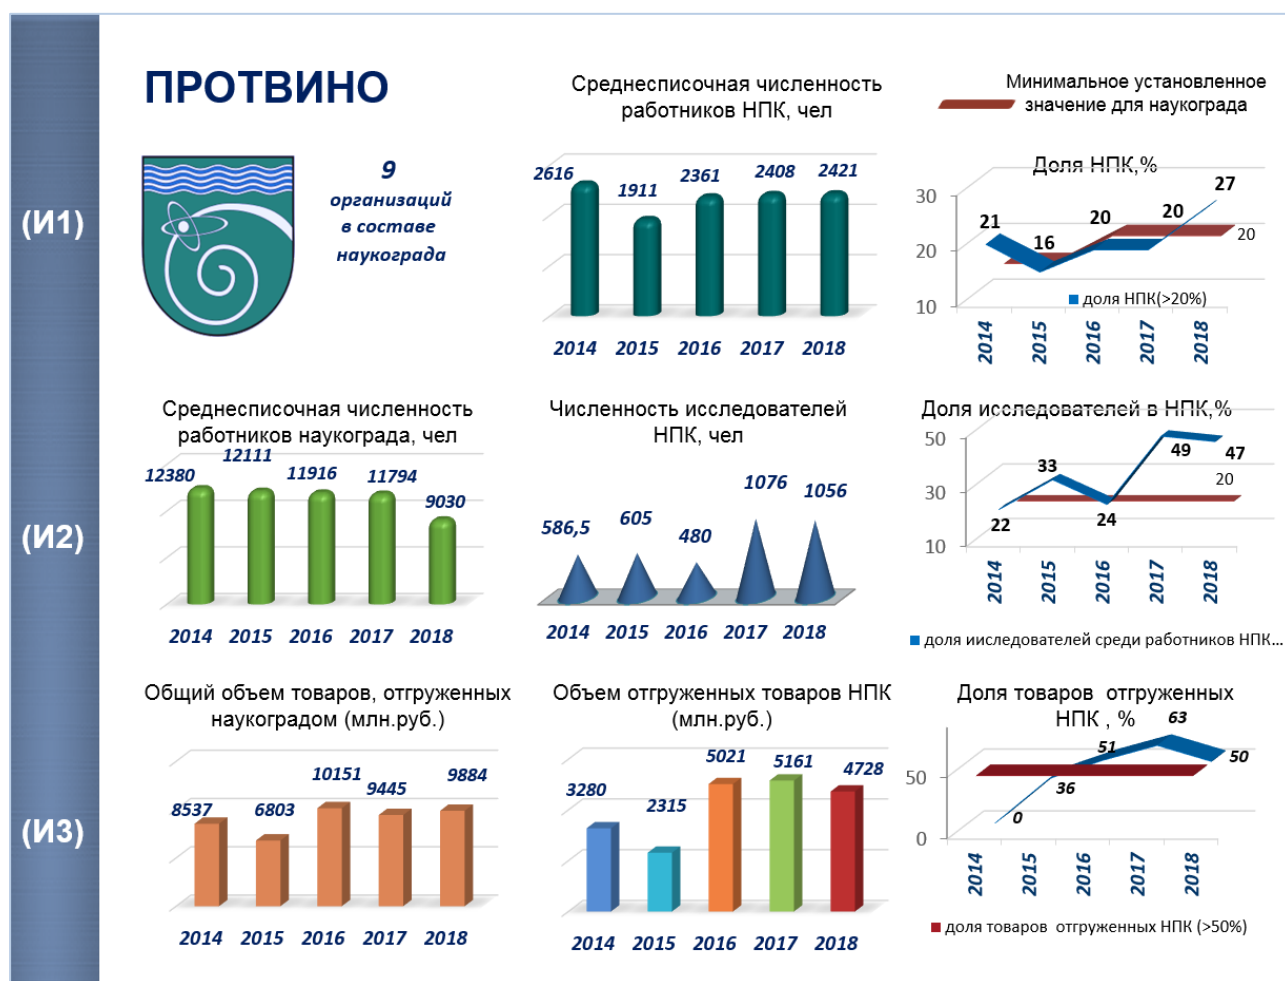 ПРОТВИНО
9
организаций
в составе
наукограда
(И1)
Среднесписочная численность
работников НПК, чел
2616
1911
2361
2408
2421
2014 2015 2016 2017 2018
Минимальное установленное
значение для наукограда
Доля НПК,%
30
20
10
21
16
20
20
27
20
доля НПК(>20%)
2014 2015 2016 2017 2018
(И2)
Среднесписочная численность
работников наукограда, чел
12380
12111
11916
11794
9030
2014 2015 2016 2017 2018
Численность исследователей
НПК, чел
586,5
605
480
1076
1056
2014 2015 2016 2017 2018
Доля исследователей в НПК,%
50
30
10
22
33
24
49
47
20
2014 2015 2016 2017 2018
доля ииследователей среди работников НПК...
(И3)
Общий объем товаров, отгруженных
наукоградом (млн.руб.)
8537
6803
10151
9445
9884
2014 2015 2016 2017 2018
Объем отгруженных товаров НПК
(млн.руб.)
3280
2315
5021
5161
4728
2014 2015 2016 2017 2018
Доля товаров отгруженных
НПК , %
50
0
0
36
51
63
50
2014 2015 2016 2017 2018
доля товаров отгруженных НПК (>50%)